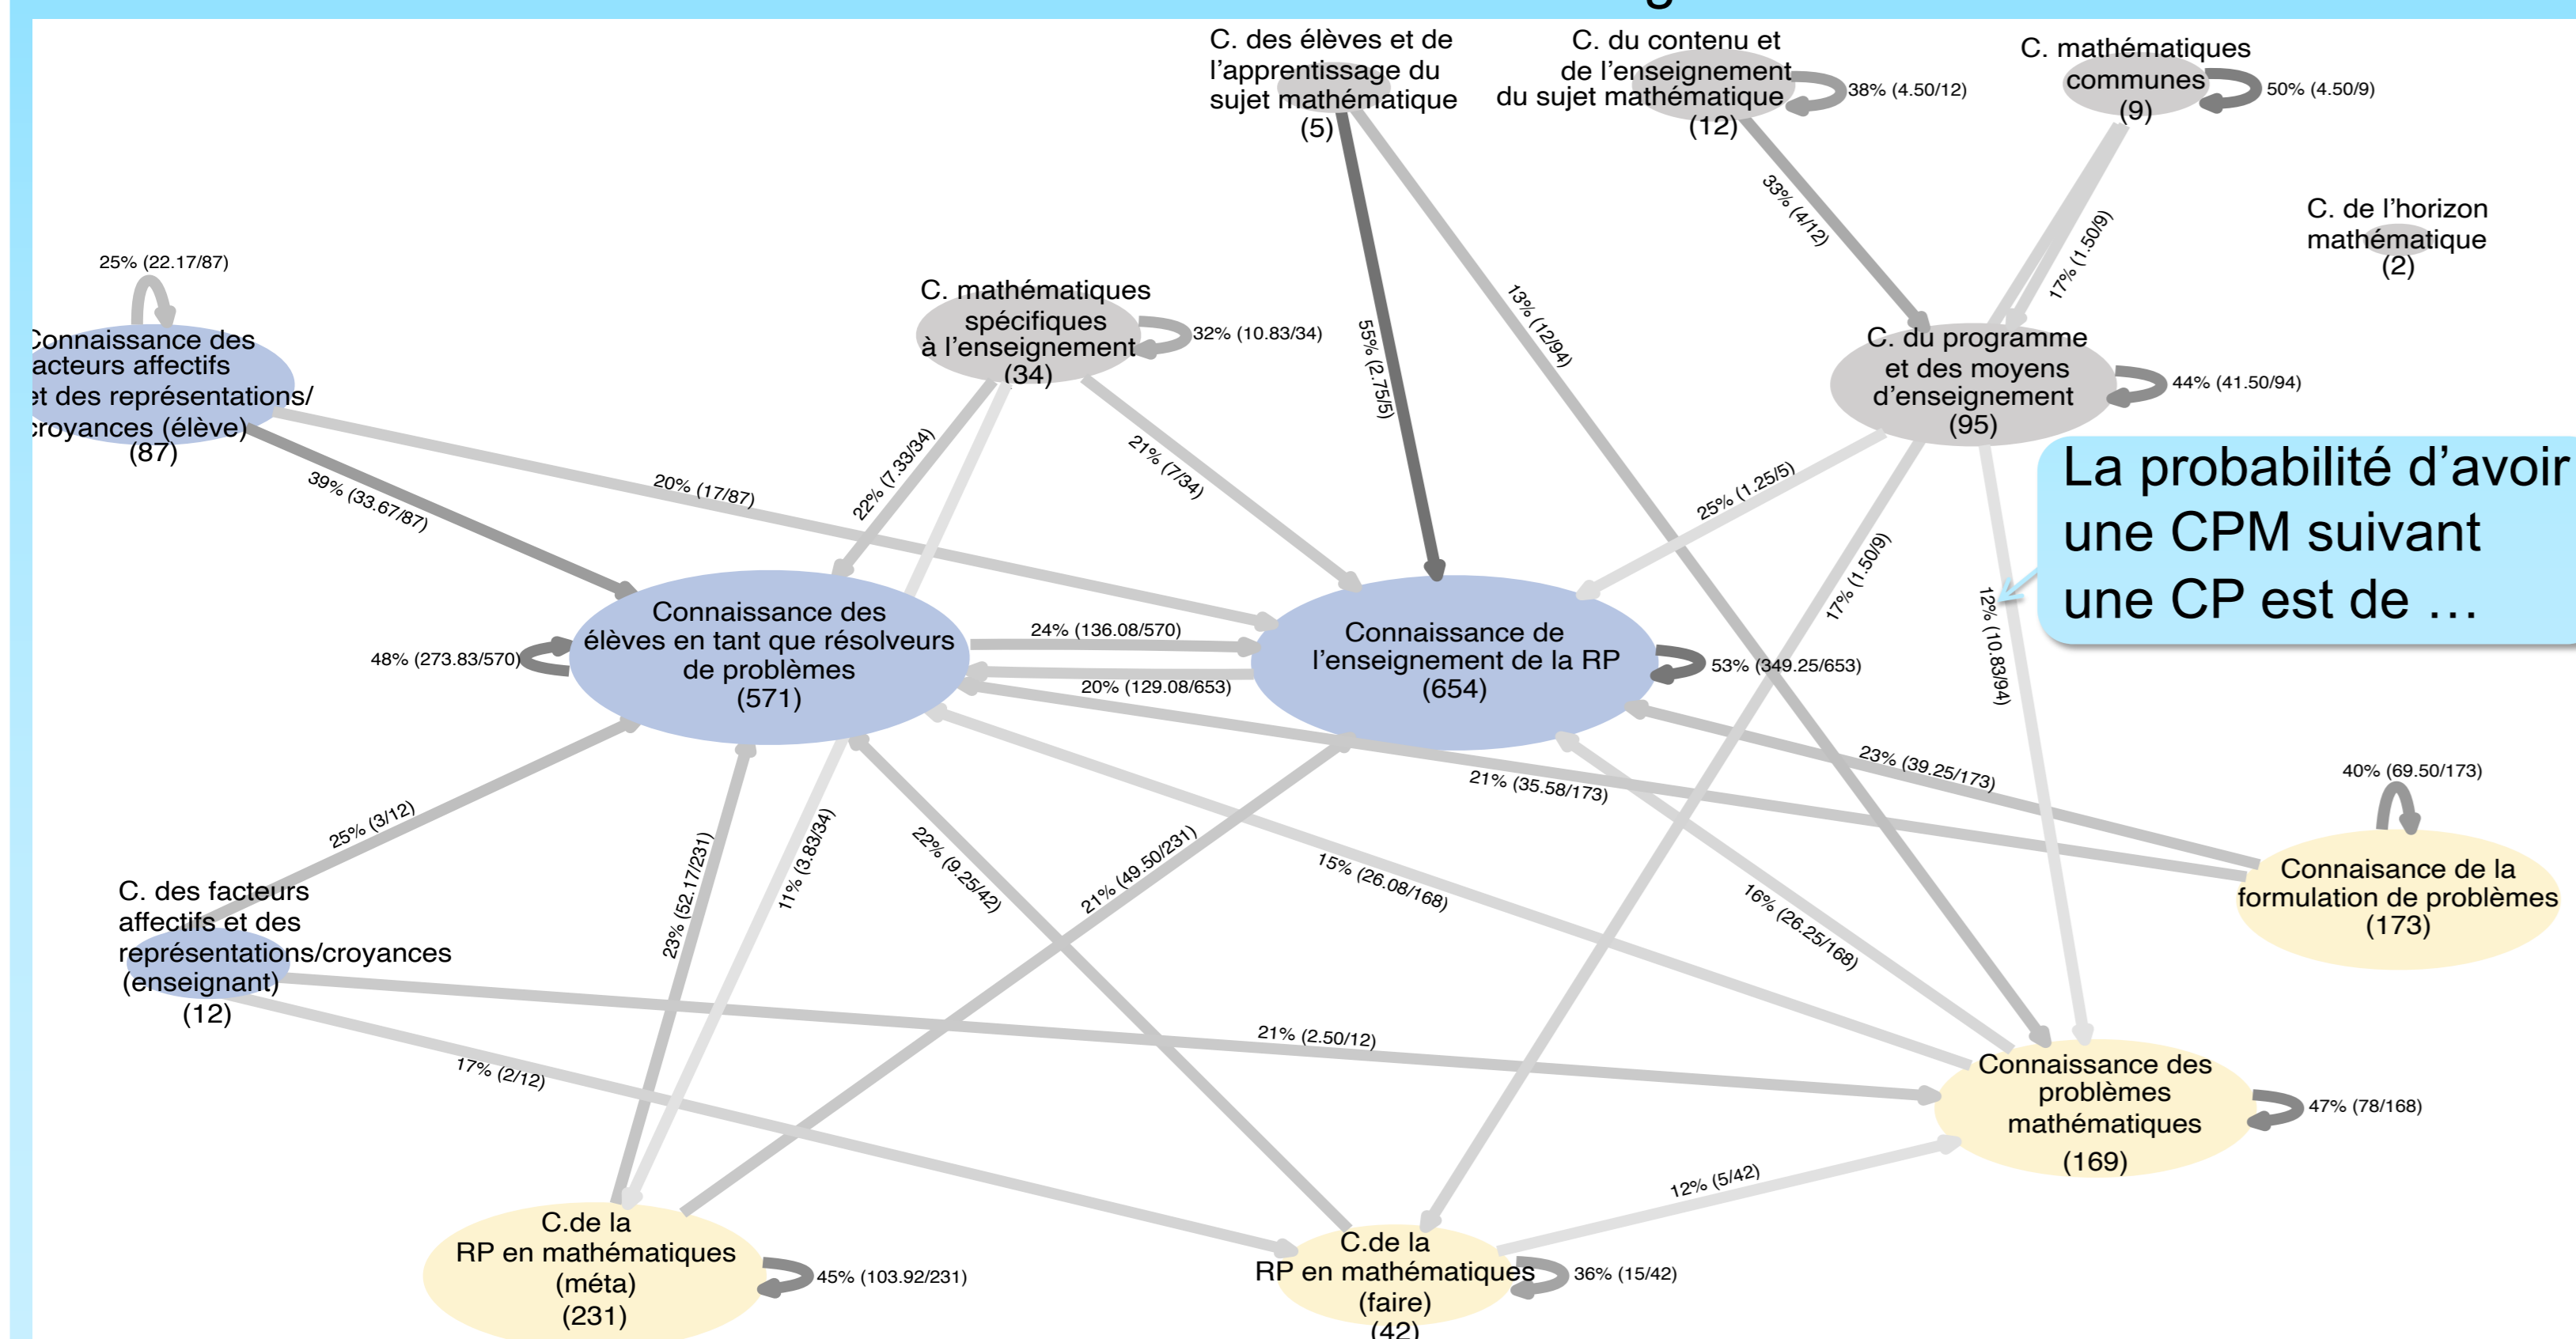 g
C. des élèves et de
l'apprentissage du
sujet mathématique
(5)
C. du contenu et
de l'enseignement
du sujet mathématique
(12)
38% (4.50/12)
C. mathématiques
communes
(9)
50% (4.50/9)
C. de l'horizon
mathématique
(2)
33% (4/12)
17% (1.50/9)
25% (22.17/87)
Connaissance des
acteurs affectifs
et des représentations/
croyances (élève)
(87)
C. mathématiques
spécifiques
à l'enseignement
(34)
32% (10.83/34)
55% (2.75/5)
13% (12/94)
C. du programme
et des moyens
d'enseignement
(95)
44% (41.50/94)
La probabilité d'avoir
une CPM suivant
une CP est de …
39% (33.67/87)
20% (17/87)
22% (7.33/34)
21% (7/34)
25% (1.25/5)
17% (1.50/9)
12% (10.83/94)
Connaissance des
élèves en tant que résolveurs
de problèmes
(571)
48% (273.83/570)
24% (136.08/570)
20% (129.08/653)
Connaissance de
l'enseignement de la RP
(654)
53% (349.25/653)
23% (39.25/173)
21% (35.58/173)
40% (69.50/173)
Connaisance de la
formulation de problèmes
(173)
25% (3/12)
23% (52.17/231)
11% (3.83/34)
22% (9.25/42)
21% (49.50/231)
15% (26.08/168)
16% (26.25/168)
C. des facteurs
affectifs et des
représentations/croyances
(enseignant)
(12)
21% (2.50/12)
17% (2/12)
Connaissance des
problèmes
mathématiques
(169)
47% (78/168)
12% (5/42)
C.de la
RP en mathématiques
(méta)
(231)
45% (103.92/231)
C.de la
RP en mathématiques
(faire)
(42)
36% (15/42)